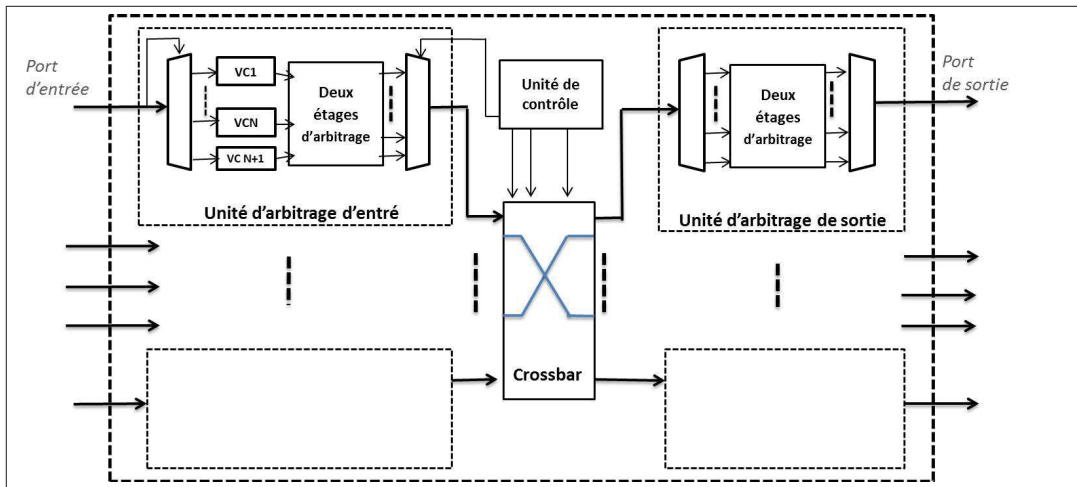 Port
d'entrée
VC1
VCN
VC N+1
Deux
étages
d'arbitrage
Unité d'arbitrage d'entré
Unité de
contrôle
Crossbar
Deux
étages
d'arbitrage
Unité d'arbitrage de sortie
Port
de sortie